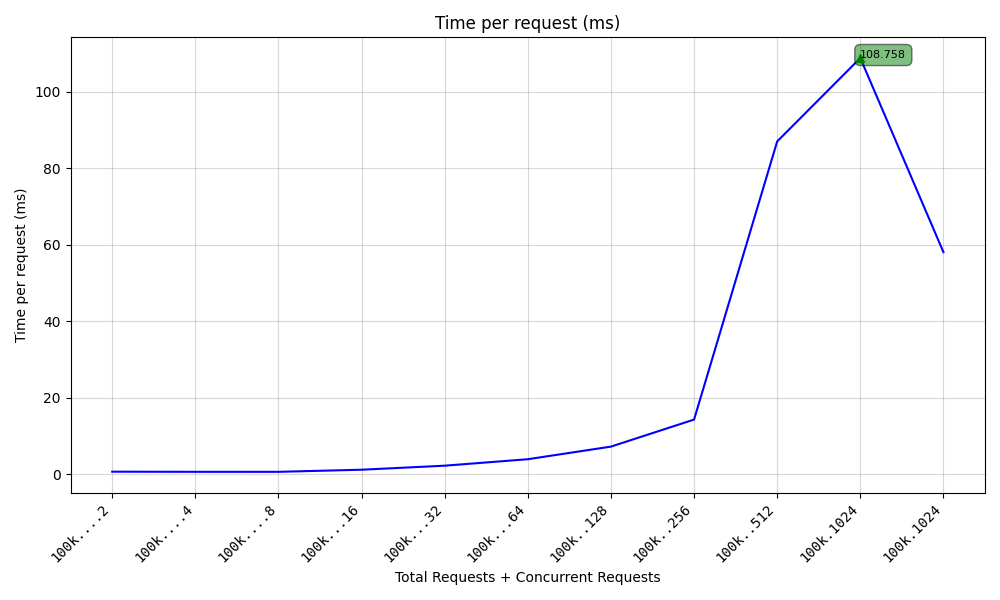 Time per request (ms)
108.758
100
80
60
40
20
0
Time per request (ms)
100k....2
100k....4
100k....8
100k...16
100k...32
100k...64
100k..128
100k..256
100k..512
100k.1024
100k.1024
Total Requests + Concurrent Requests